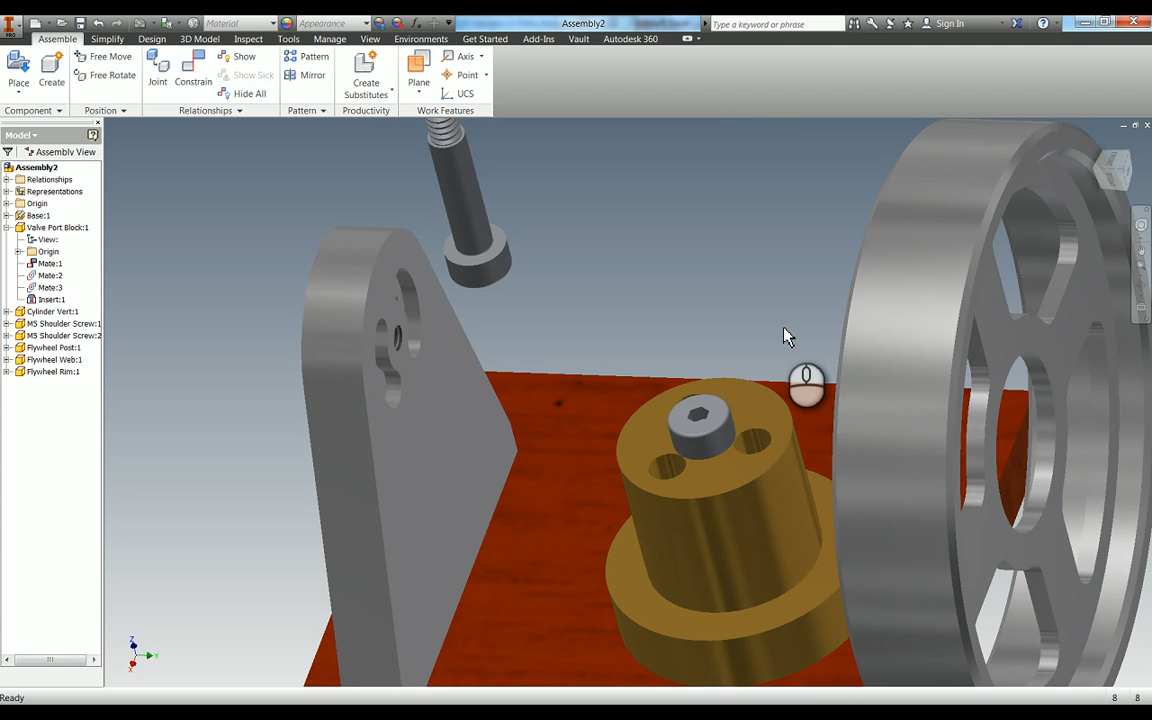 Material
Appearance
Assembly2
Type a keyword or phrase
Sign In
PRO
Assemble Simplify Design 3D Model Inspect Tools Manage View Environments Get Started Add-Ins Vault Autodesk 360
Place Create Free Move Joint Constrain Show Pattern Create Substitutes Plane Axis
Free Rotate Show Sick Mirror Point
Hide All UCS
Component Position Relationships Pattern Productivity Work Features
Model
Assembly View
Assembly2
Relationships
Representations
Origin
Base:1
Valve Port Block:1
View:
Origin
Mate:1
Mate:2
Mate:3
Insert:1
Cylinder Vert:1
M5 Shoulder Screw:1
M5 Shoulder Screw:2
Flywheel Post:1
Flywheel Web:1
Flywheel Rim:1
Z
Y
X
Ready
8 8